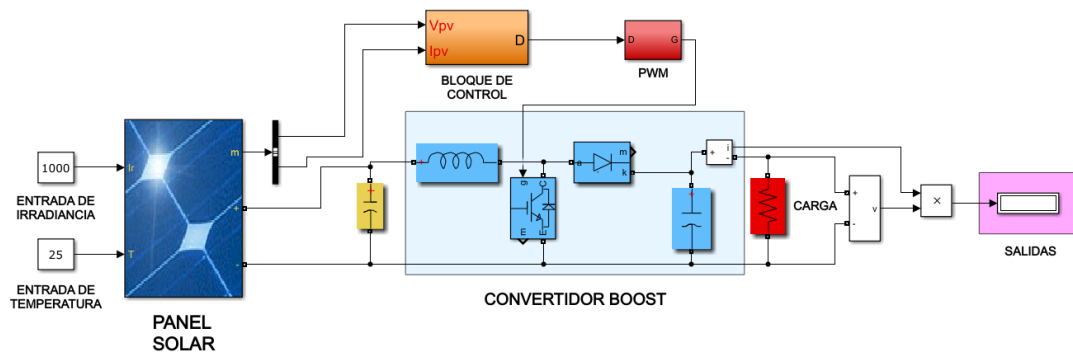 Vpv
Ipv
D
BLOQUE DE
CONTROL
D
G
PWM
1000
ENTRADA DE
IRRADIANCIA
25
ENTRADA DE
TEMPERATURA
Ir
T
m
+
-
PANEL
SOLAR
+
+
g
C
m
E
a
m
k
+
+
i
-
CONVERTIDOR BOOST
CARGA
+
-
v
×
SALIDAS